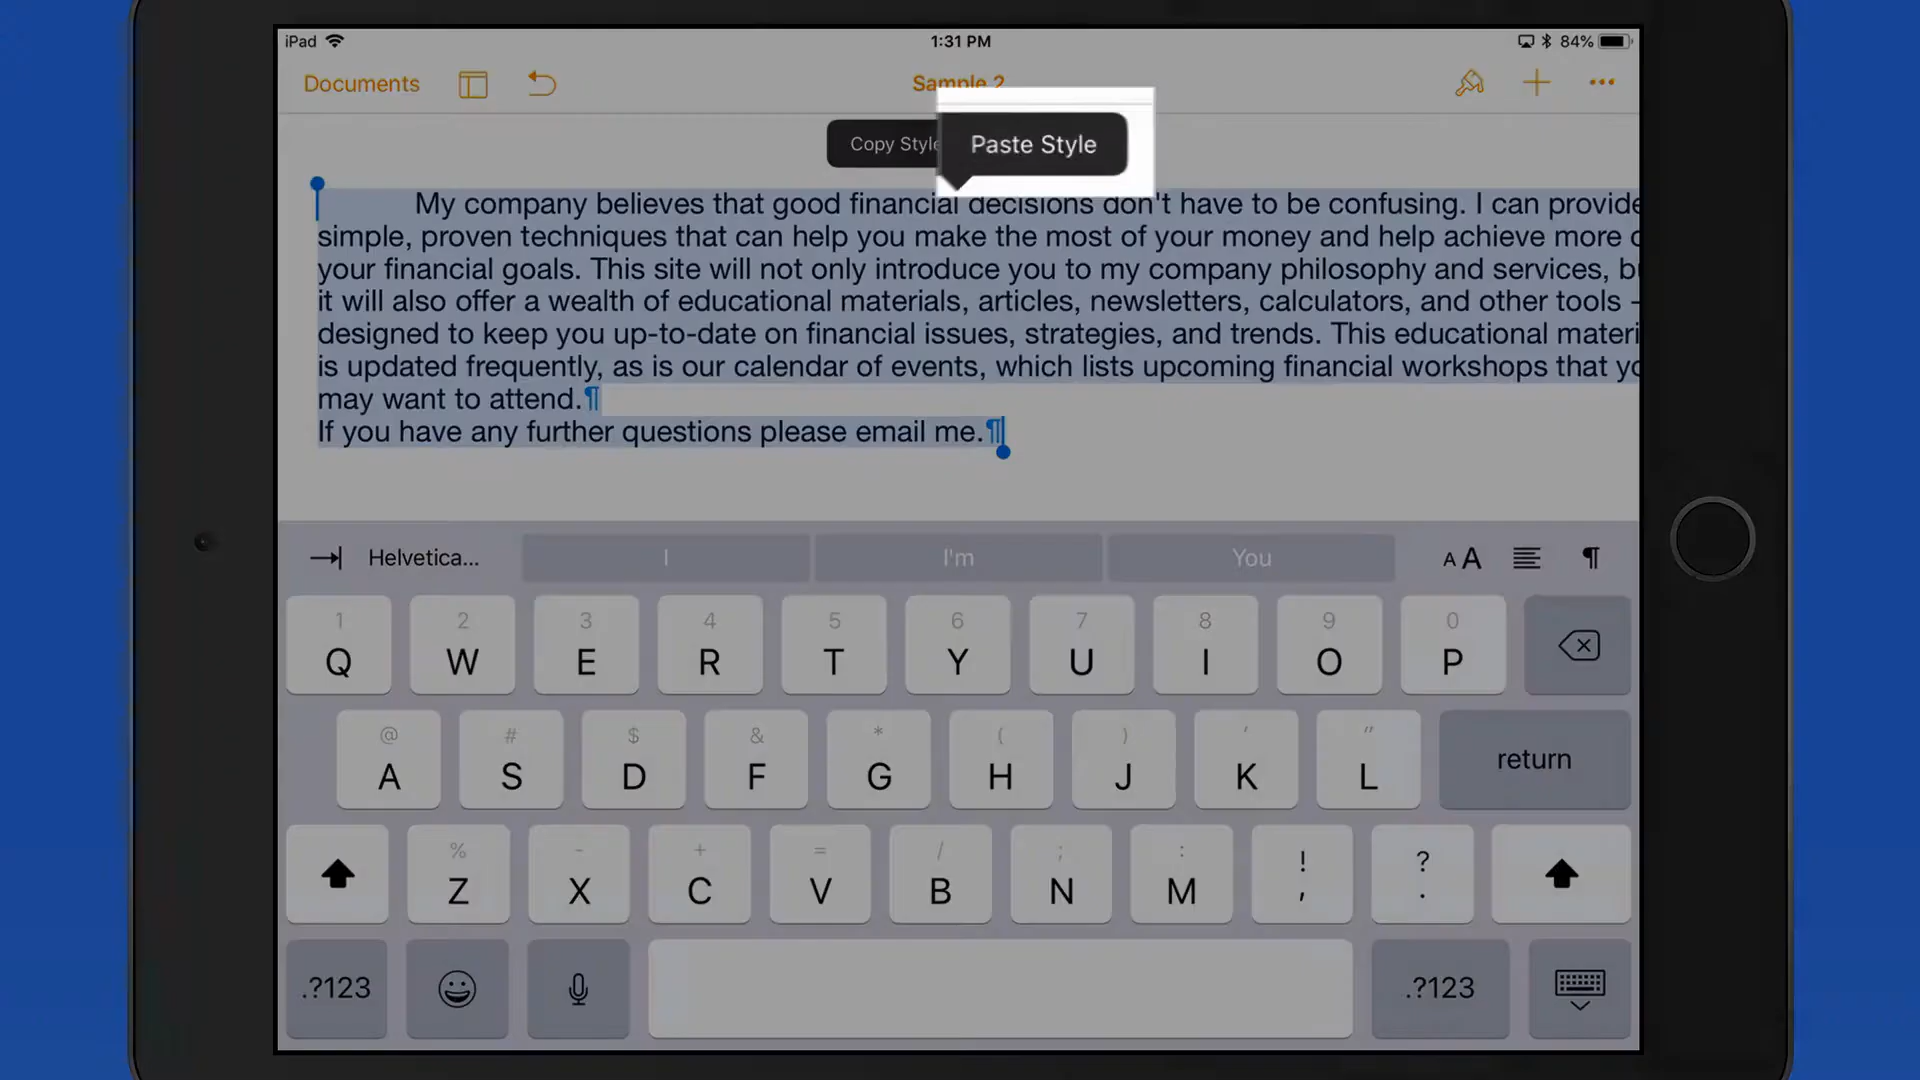 iPad 1:31 PM 84%
Documents Sample 2
Copy Style Paste Style
My company believes that good financial decisions don't have to be confusing. I can provide
simple, proven techniques that can help you make the most of your money and help achieve more
your financial goals. This site will not only introduce you to my company philosophy and services,
it will also offer a wealth of educational materials, articles, newsletters, calculators, and other tools -
designed to keep you up-to-date on financial issues, strategies, and trends. This educational materi
is updated frequently, as is our calendar of events, which lists upcoming financial workshops that yo
may want to attend.¶
If you have any further questions please email me.¶
Helvetica... I I'm You AA ¶
1 2 3 4 5 6 7 8 9 0
Q W E R T Y U I O P
@ # $ & * ( ) ' "
A S D F G H J K L return
% - + = / ; : ! ?
Z X C V B N M , .
.?123 .?123